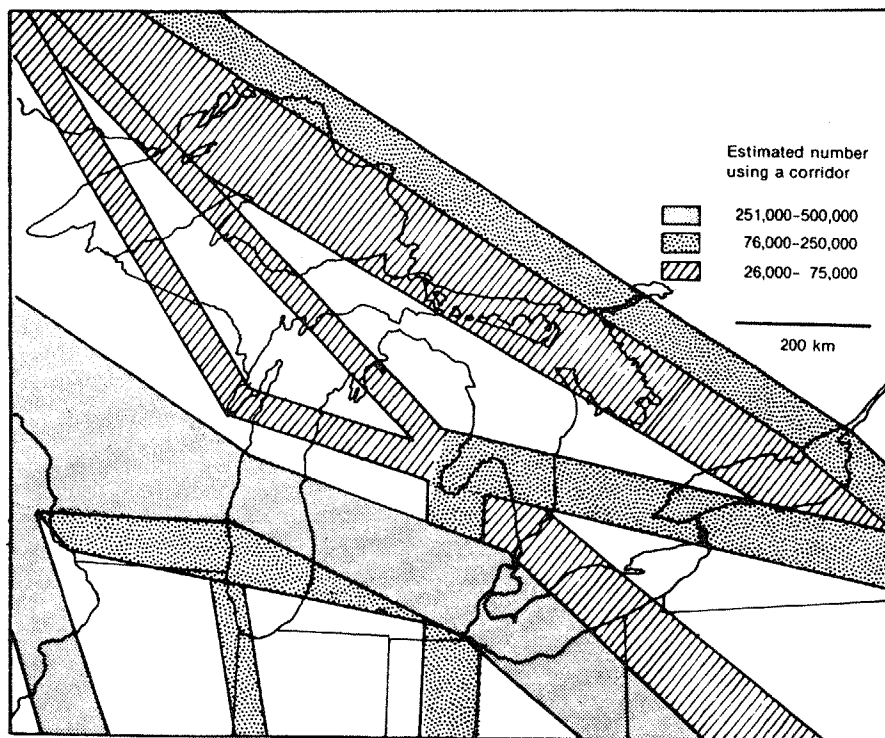 Estimated number
using a corridor
251,000-500,000
76,000-250,000
26,000- 75,000
200 km